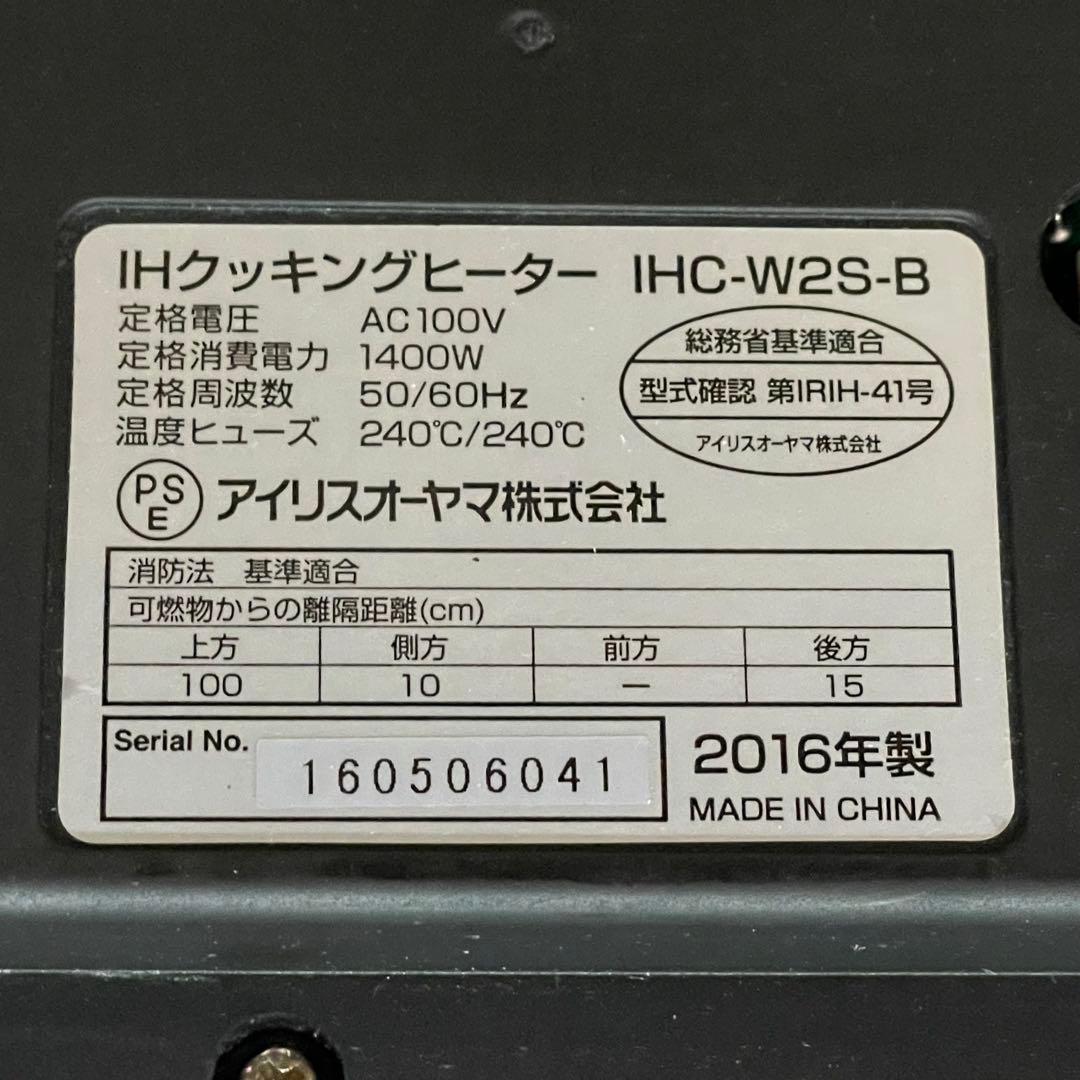 IHクッキングヒーター IHC-W2S-B
定格電圧 AC100V
定格消費電力 1400W
定格周波数 50/60Hz
温度ヒューズ 240℃/240℃
総務省基準適合
型式確認 第IRIH-41号
アイリスオーヤマ株式会社
PSE アイリスオーヤマ株式会社
消防法 基準適合
可燃物からの離隔距離(cm)
上方 側方 前方 後方
100 10 ー 15
Serial No. 160506041
2016年製
MADE IN CHINA